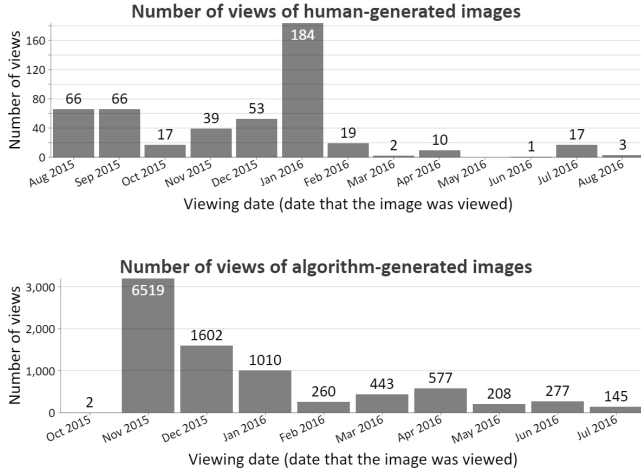 Number of views of human-generated images
Number of views
160
120
80
40
0
66
66
17
39
53
184
19
2
10
1
17
3
Aug 2015
Sep 2015
Oct 2015
Nov 2015
Dec 2015
Jan 2016
Feb 2016
Mar 2016
Apr 2016
May 2016
Jun 2016
Jul 2016
Aug 2016
Viewing date (date that the image was viewed)
Number of views of algorithm-generated images
Number of views
3,000
2,000
1,000
0
2
6519
1602
1010
260
443
577
208
277
145
Oct 2015
Nov 2015
Dec 2015
Jan 2016
Feb 2016
Mar 2016
Apr 2016
May 2016
Jun 2016
Jul 2016
Viewing date (date that the image was viewed)